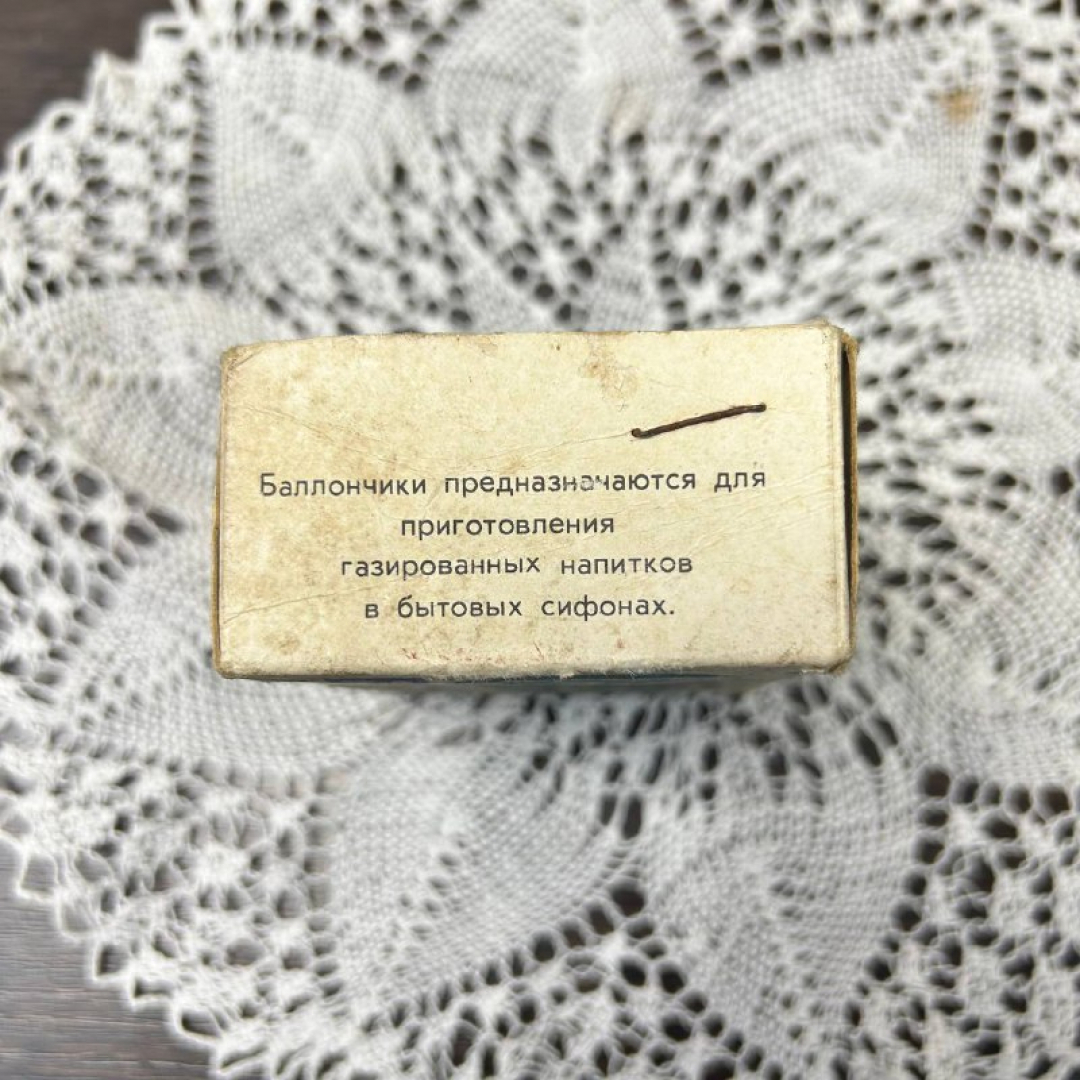 Баллончики предназначаются для
приготовления
газированных напитков
в бытовых сифонах.